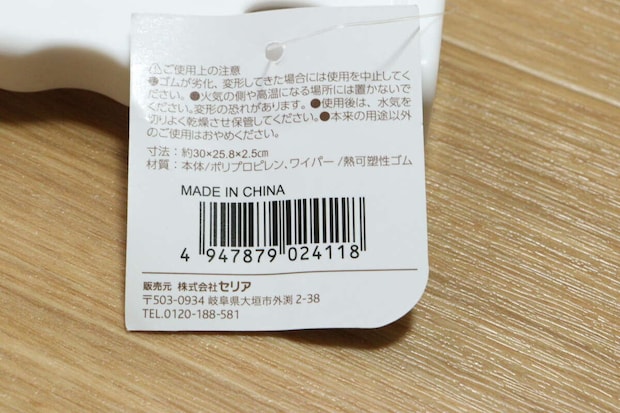 ⚠ご使用上の注意
●ゴムが劣化、変形してきた場合には使用を中止してく
ださい。●火気の側や高温になる場所には置かないで
ください。変形の恐れがあります。●使用後は、水気を
切りよく乾燥させ保管してください。●本来の用途以外
のご使用はおやめください。
寸法：約30×25.8×2.5㎝
材質：本体/ポリプロピレン、ワイパー/熱可塑性ゴム
MADE IN CHINA
4 947879 024118
販売元 株式会社セリア
〒503-0934 岐阜県大垣市外渕 2-38
TEL.0120-188-581